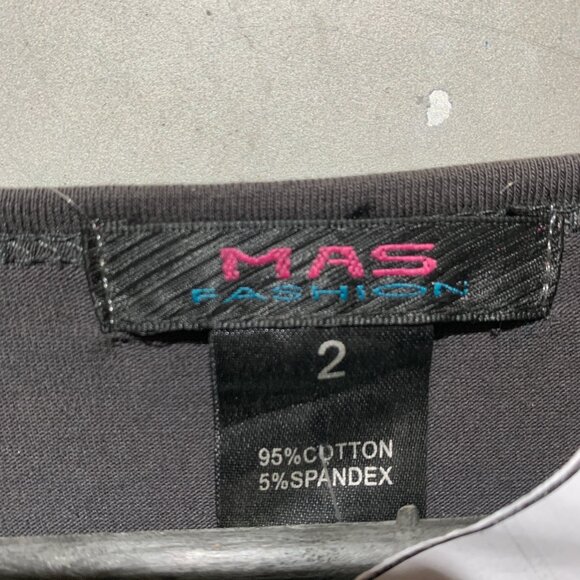 MAS
FASHION
2
95%COTTON
5%SPANDEX